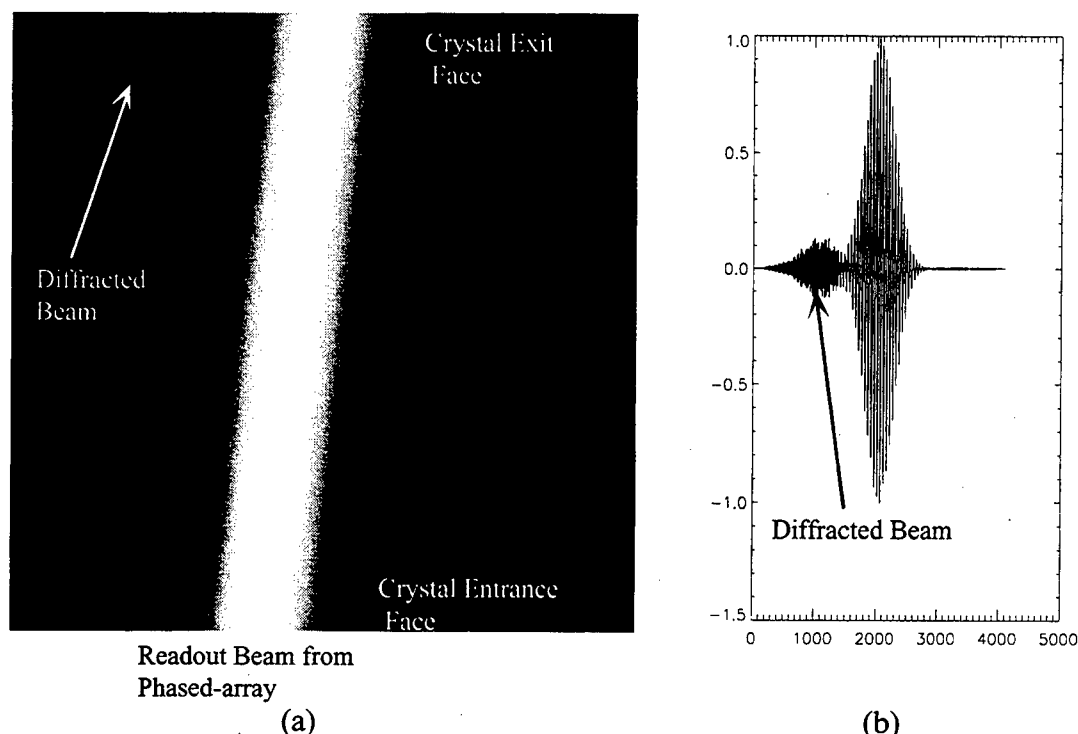 Crystal Exit
Face
Diffracted
Beam
Crystal Entrance
Face
Readout Beam from
Phased-array
(a)
1.0
0.5
0.0
−0.5
−1.0
−1.5
0 1000 2000 3000 4000 5000
Diffracted Beam
(b)